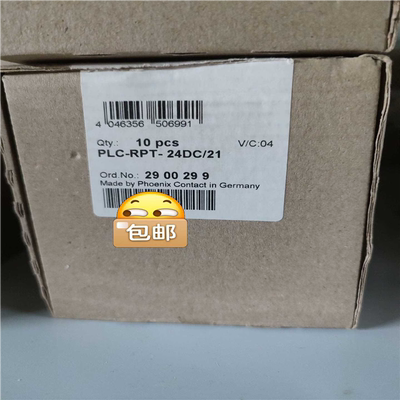 4 046356 506991
Qty.: 10 pcs V/C:04
PLC-RPT- 24DC/21
Ord.No.: 29 00 29 9
Made by Phoenix Contact in Germany
包邮